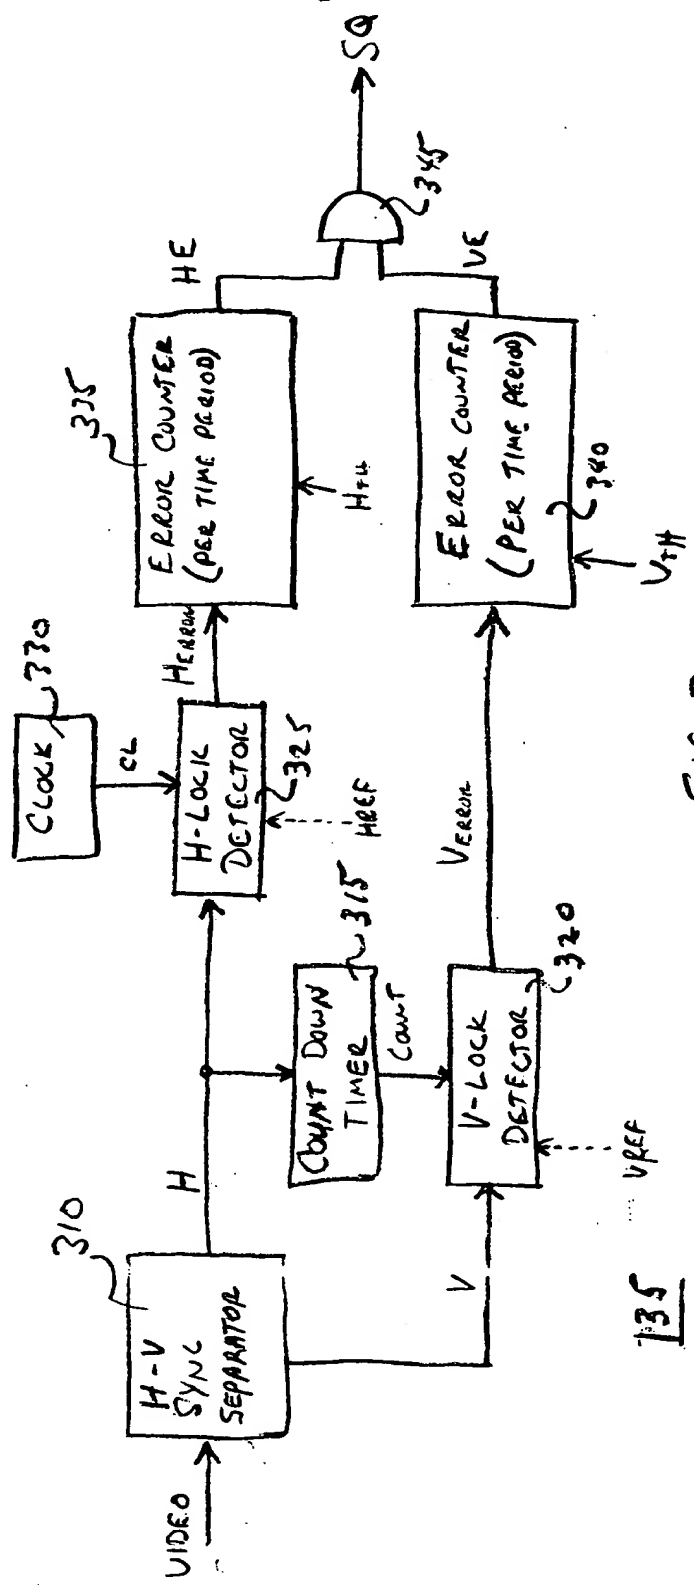 VIDEO
H-V
SYNC
SEPARATOR
310
H
V
COUNT DOWN
TIMER
315
COUNT
V-LOCK
DETECTOR
320
VREF
CLOCK
330
CL
H-LOCK
DETECTOR
325
HREF
HERROR
VERROR
ERROR COUNTER
(PER TIME PERIOD)
335
HTH
ERROR COUNTER
(PER TIME PERIOD)
340
VTH
HE
VE
345
SQ
135